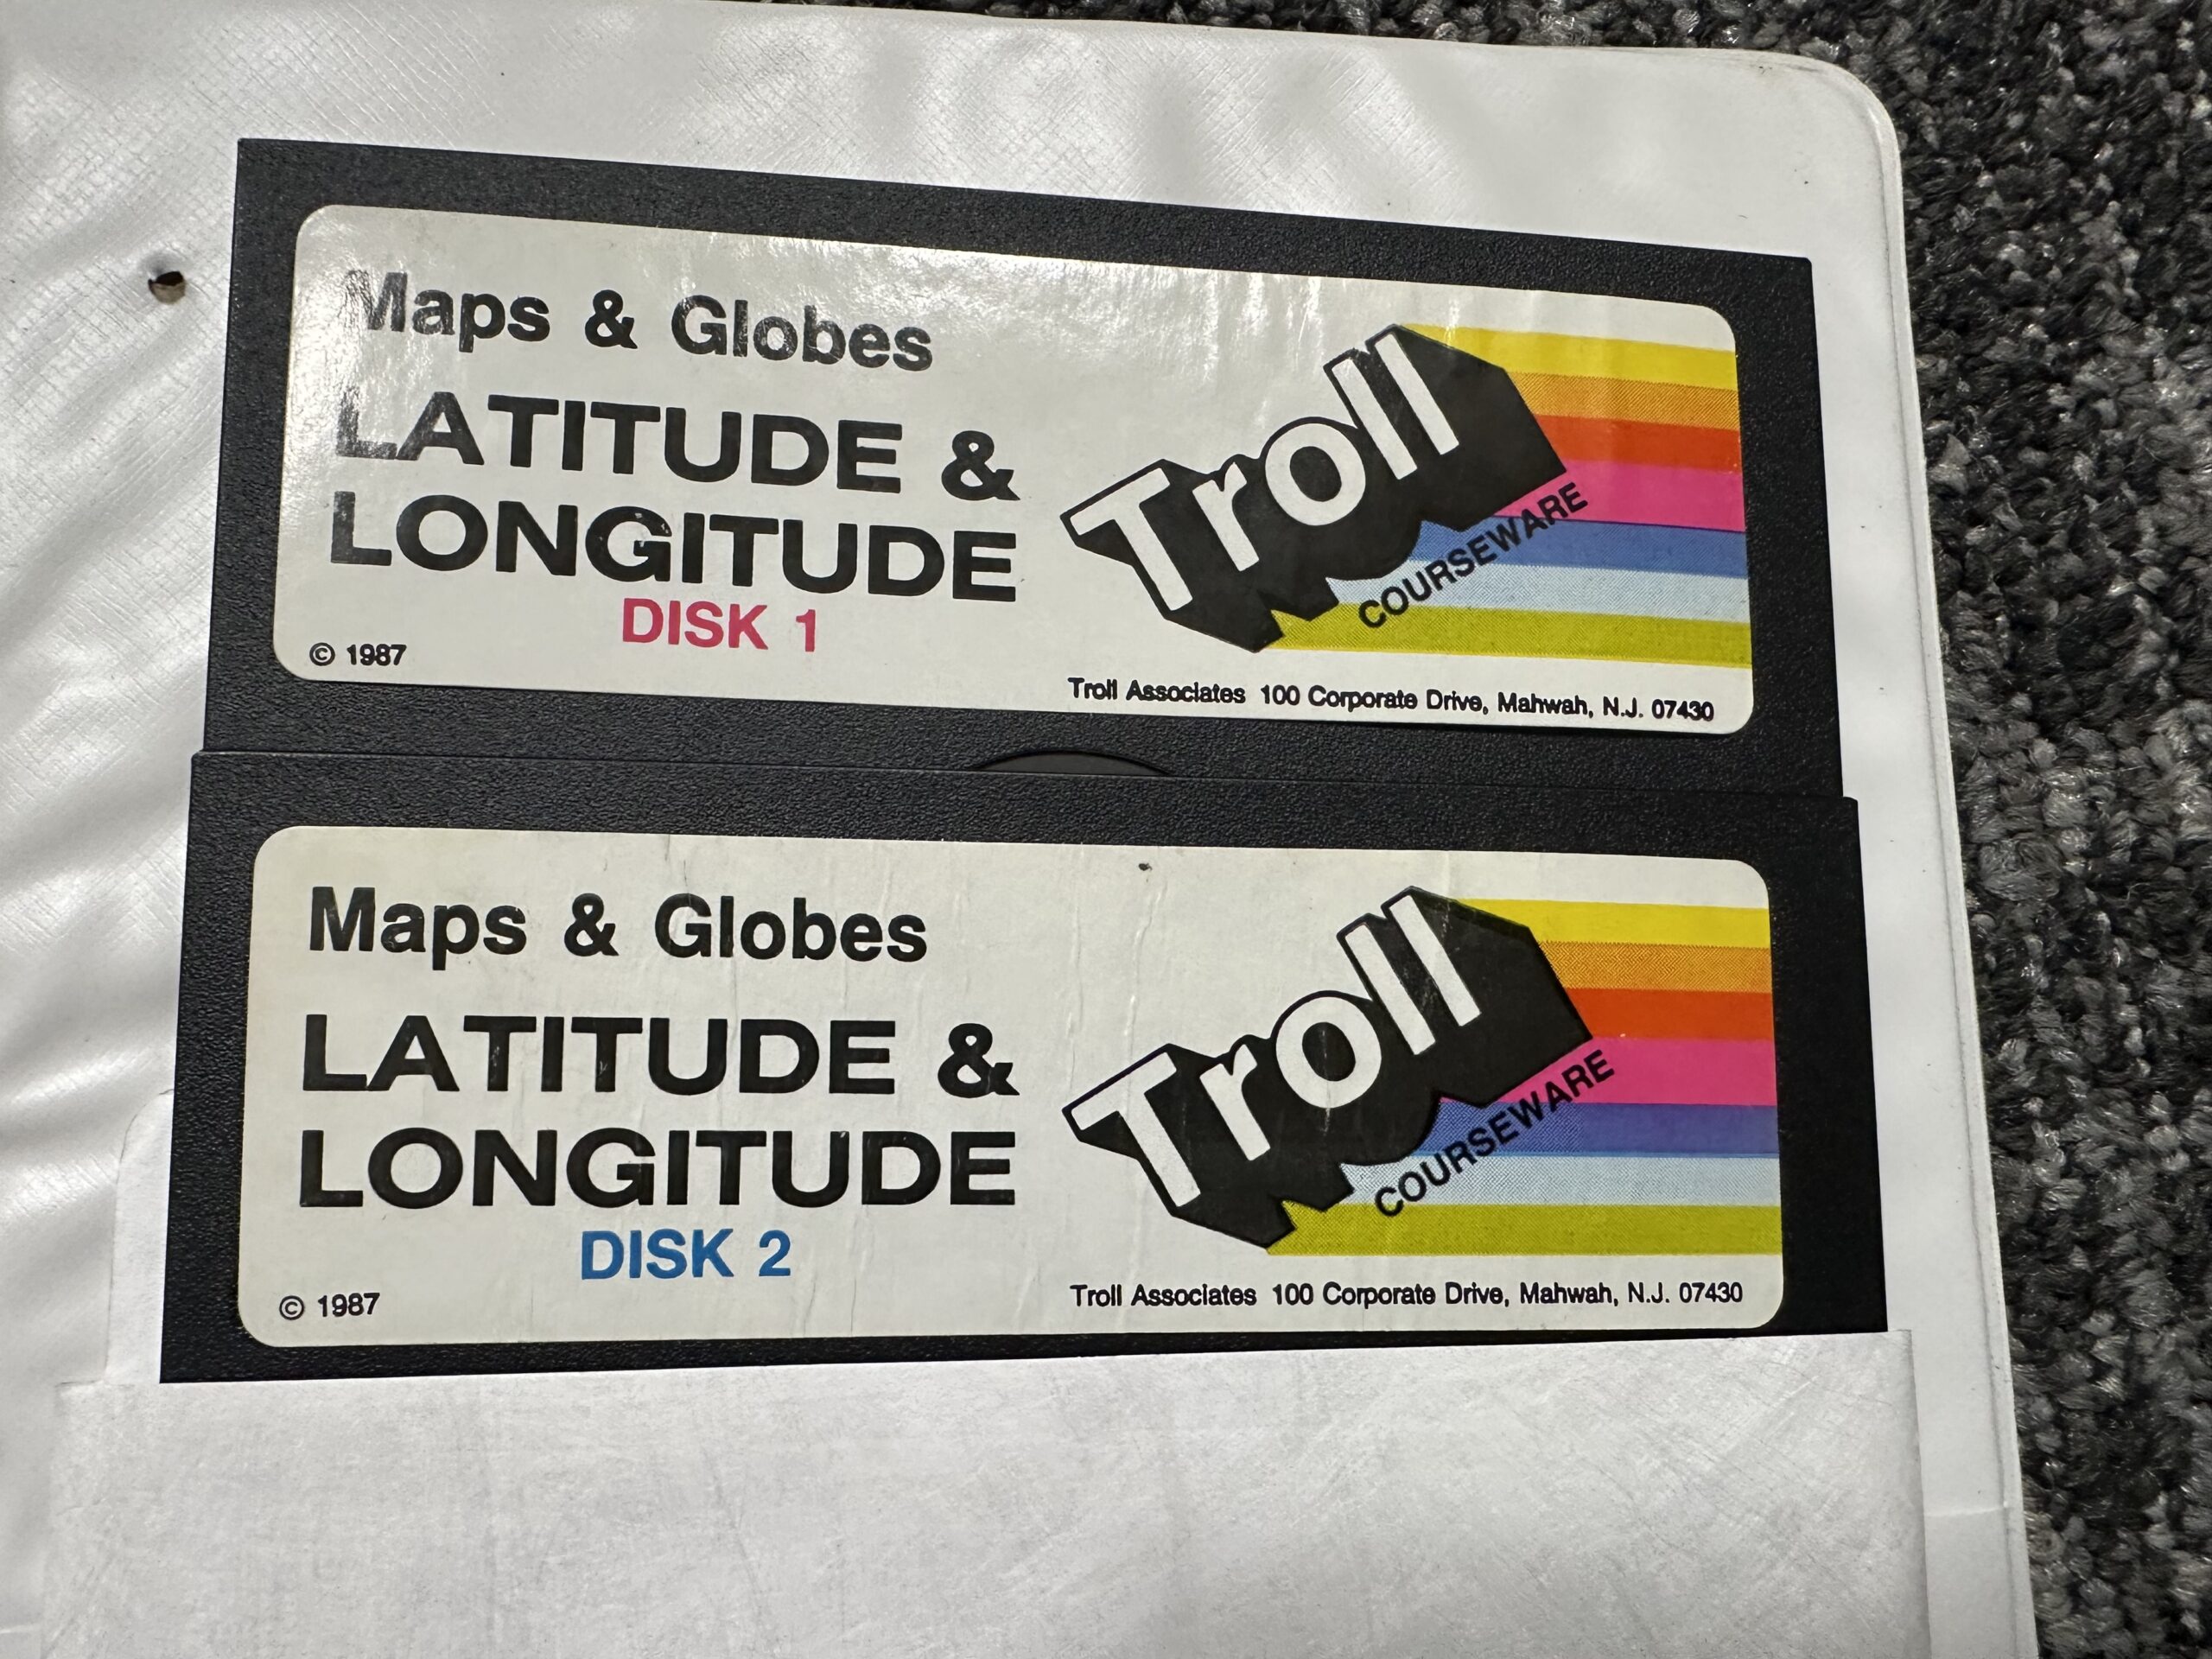 Maps & Globes
LATITUDE &
LONGITUDE
DISK 1
© 1987
Troll
COURSEWARE
Troll Associates 100 Corporate Drive, Mahwah, N.J. 07430
Maps & Globes
LATITUDE &
LONGITUDE
DISK 2
© 1987
Troll
COURSEWARE
Troll Associates 100 Corporate Drive, Mahwah, N.J. 07430